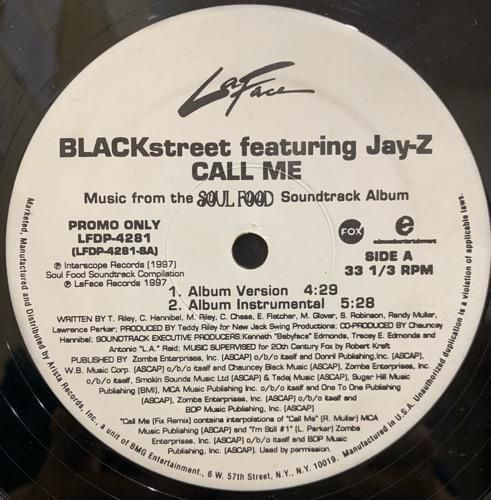 LaFace
BLACKstreet featuring Jay-Z
CALL ME
Music from the SOUL FOOD Soundtrack Album
PROMO ONLY
LFDP-4281
(LFDP-4281-SA)
℗ Interscope Records (1997)
Soul Food Soundtrack Compilation
℗ LaFace Records 1997
FOX
e
edmondsentertainment
SIDE A
33 1/3 RPM
1. Album Version 4:29
2. Album Instrumental 5:28
WRITTEN BY T. Riley, C. Hannibal, M. Riley, C. Chase, E. Fletcher, M. Glover, S. Robinson, Randy Muller,
Lawrence Parker; PRODUCED BY Teddy Riley for New Jack Swing Productions; CO-PRODUCED BY Chauncey
Hannibal; SOUNDTRACK EXECUTIVE PRODUCERS:Kenneth "Babyface" Edmonds, Tracey E. Edmonds and
Antonio "L.A." Reid; MUSIC SUPERVISED for 20th Century Fox by Robert Kraft
PUBLISHED BY Zomba Enterprises, Inc. (ASCAP) o/b/o itself and Donril Publishing,Inc. (ASCAP),
W.B. Music Corp. (ASCAP) o/b/o itself and Chauncey Black Music (ASCAP), Zomba Enterprises, Inc. (ASCAP)
o/b/o itself, Smokin Sounds Music Ltd (ASCAP) & Tadej Music (ASCAP), Sugar Hill Music
Publishing (BMI), MCA Music Publishing Inc. o/b/o itself and One To One Publishing
(ASCAP), Zomba Enterprises, Inc. (ASCAP) o/b/o itself and
BDP Music Publishing, Inc. (ASCAP)
"Call Me (Fix Remix) contains interpolations of "Call Me" (R. Muller) MCA
Music Publishing (ASCAP) and "I'm Still #1" (L. Parker) Zomba
Enterprises, Inc. (ASCAP) o/b/o itself and BDP Music
Publishing, Inc. (ASCAP). Used by permission.
Marketed, Manufactured and Distributed by Arista Records, Inc., a unit of BMG Entertainment, 6 W. 57th Street, N.Y., N.Y. 10019. Manufactured in U.S.A. Unauthorized duplication is a violation of applicable laws.